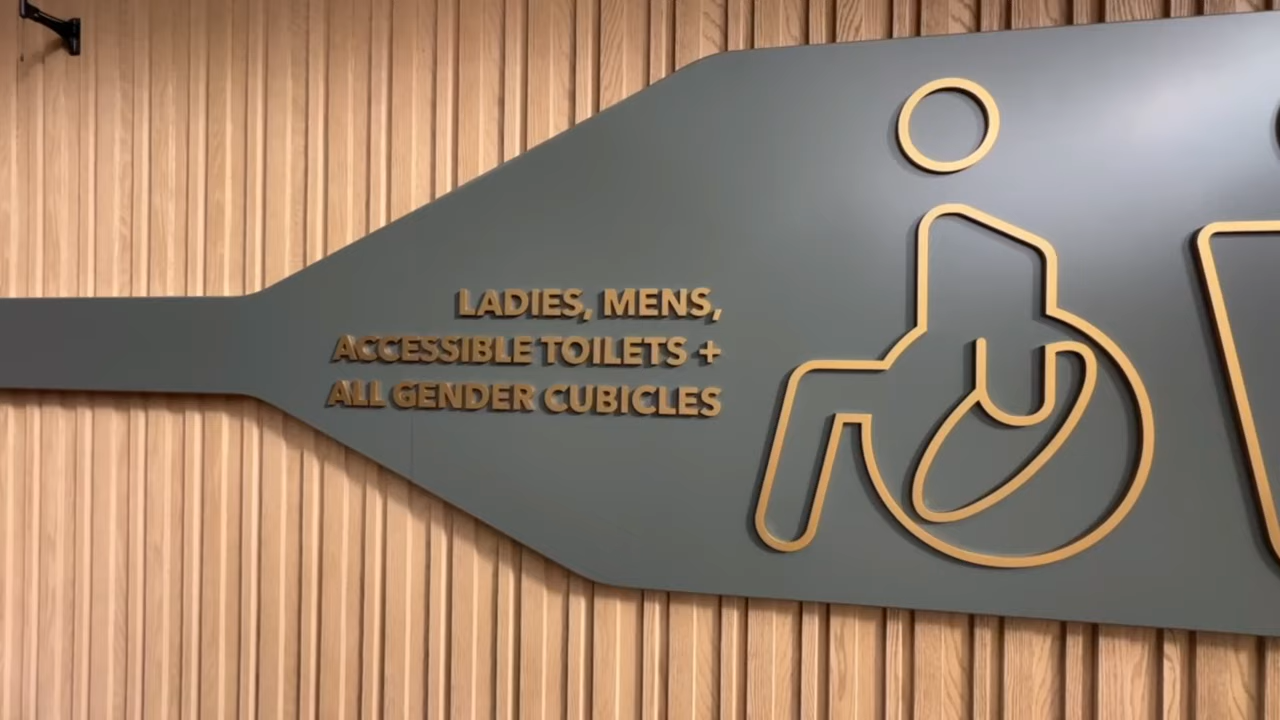 LADIES, MENS,
ACCESSIBLE TOILETS +
ALL GENDER CUBICLES